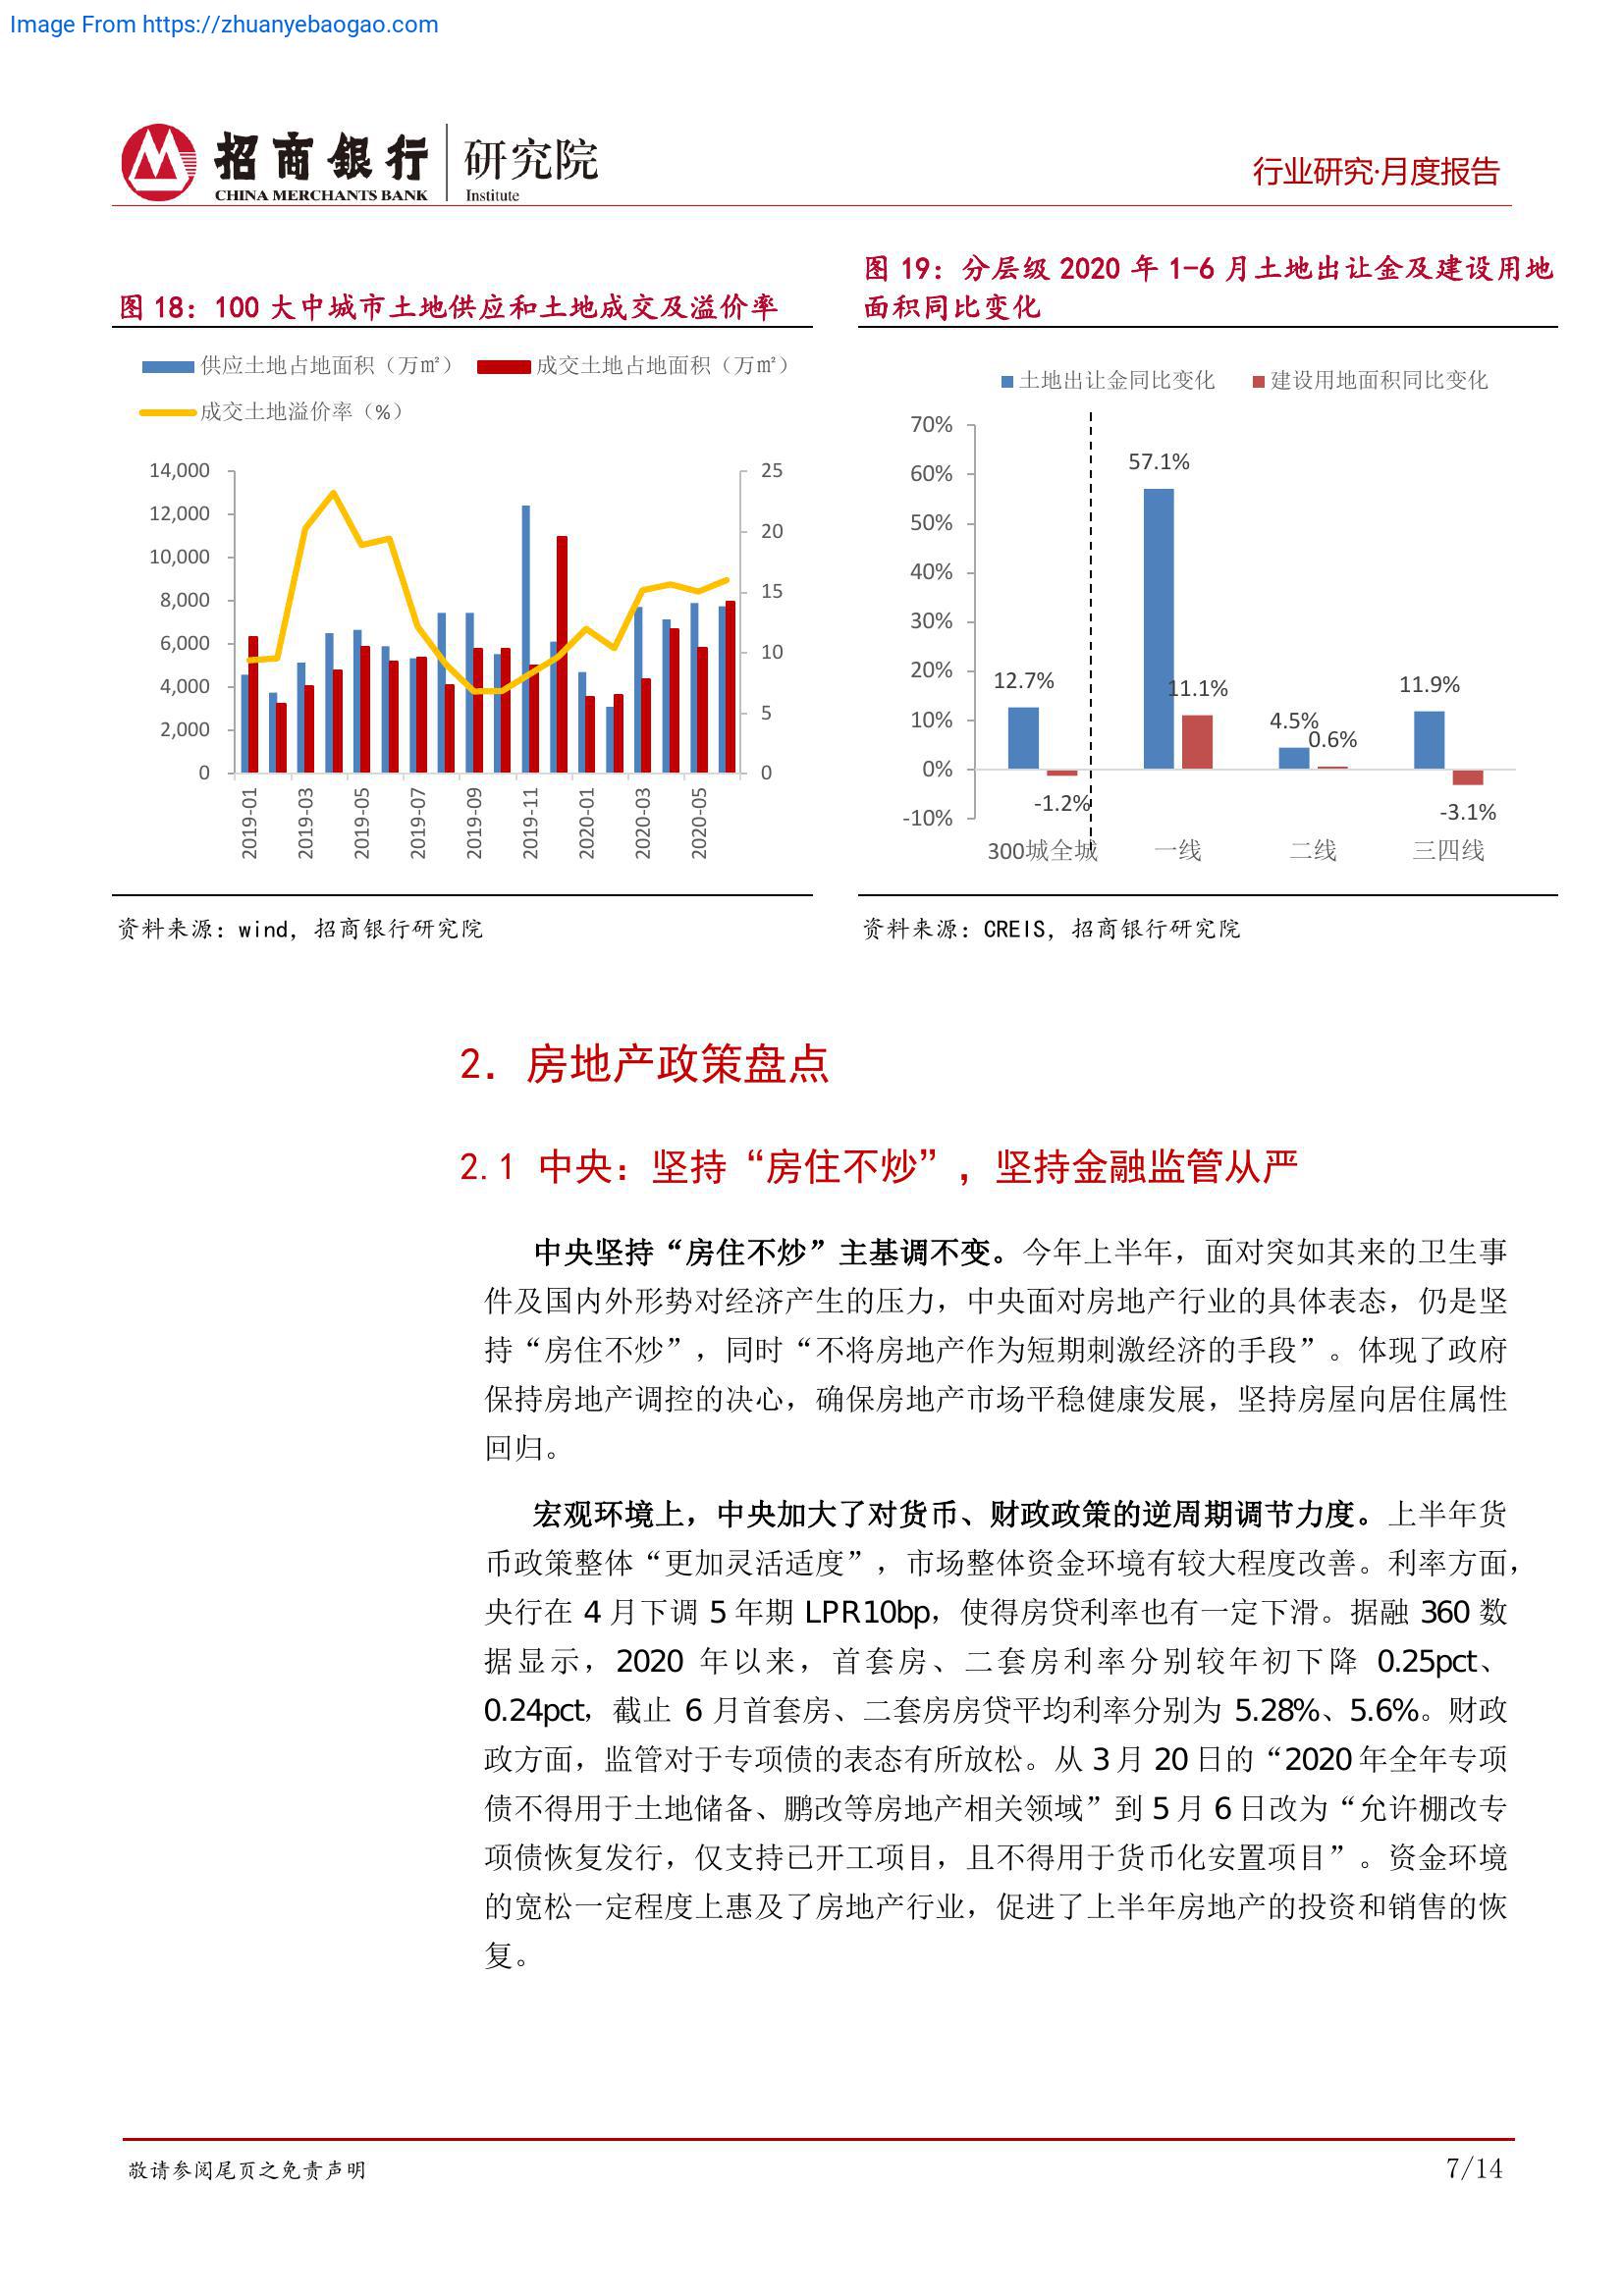 Image From https://zhuanyebaogao.com
招商銀行
CHINA MERCHANTS BANK
研究院
Institute
行业研究·月度报告
图 18：100 大中城市土地供应和土地成交及溢价率
供应土地占地面积（万㎡）
成交土地占地面积（万㎡）
成交土地溢价率（%）
14,000
12,000
10,000
8,000
6,000
4,000
2,000
0
25
20
15
10
5
0
2019-01
2019-03
2019-05
2019-07
2019-09
2019-11
2020-01
2020-03
2020-05
资料来源：wind，招商银行研究院
图 19：分层级 2020 年 1-6 月土地出让金及建设用地
面积同比变化
土地出让金同比变化
建设用地面积同比变化
70%
60%
50%
40%
30%
20%
10%
0%
-10%
12.7%
-1.2%
57.1%
11.1%
4.5%
0.6%
11.9%
-3.1%
300城全城
一线
二线
三四线
资料来源：CREIS，招商银行研究院
2. 房地产政策盘点
2.1 中央：坚持“房住不炒”，坚持金融监管从严
中央坚持“房住不炒”主基调不变。今年上半年，面对突如其来的卫生事
件及国内外形势对经济产生的压力，中央面对房地产行业的具体表态，仍是坚
持“房住不炒”，同时“不将房地产作为短期刺激经济的手段”。体现了政府
保持房地产调控的决心，确保房地产市场平稳健康发展，坚持房屋向居住属性
回归。
宏观环境上，中央加大了对货币、财政政策的逆周期调节力度。上半年货
币政策整体“更加灵活适度”，市场整体资金环境有较大程度改善。利率方面，
央行在 4 月下调 5 年期 LPR10bp，使得房贷利率也有一定下滑。据融 360 数
据显示，2020 年以来，首套房、二套房利率分别较年初下降 0.25pct、
0.24pct，截止 6 月首套房、二套房房贷平均利率分别为 5.28%、5.6%。财政
政方面，监管对于专项债的表态有所放松。从 3 月 20 日的“2020 年全年专项
债不得用于土地储备、鹏改等房地产相关领域”到 5 月 6 日改为“允许棚改专
项债恢复发行，仅支持已开工项目，且不得用于货币化安置项目”。资金环境
的宽松一定程度上惠及了房地产行业，促进了上半年房地产的投资和销售的恢
复。
敬请参阅尾页之免责声明
7/14